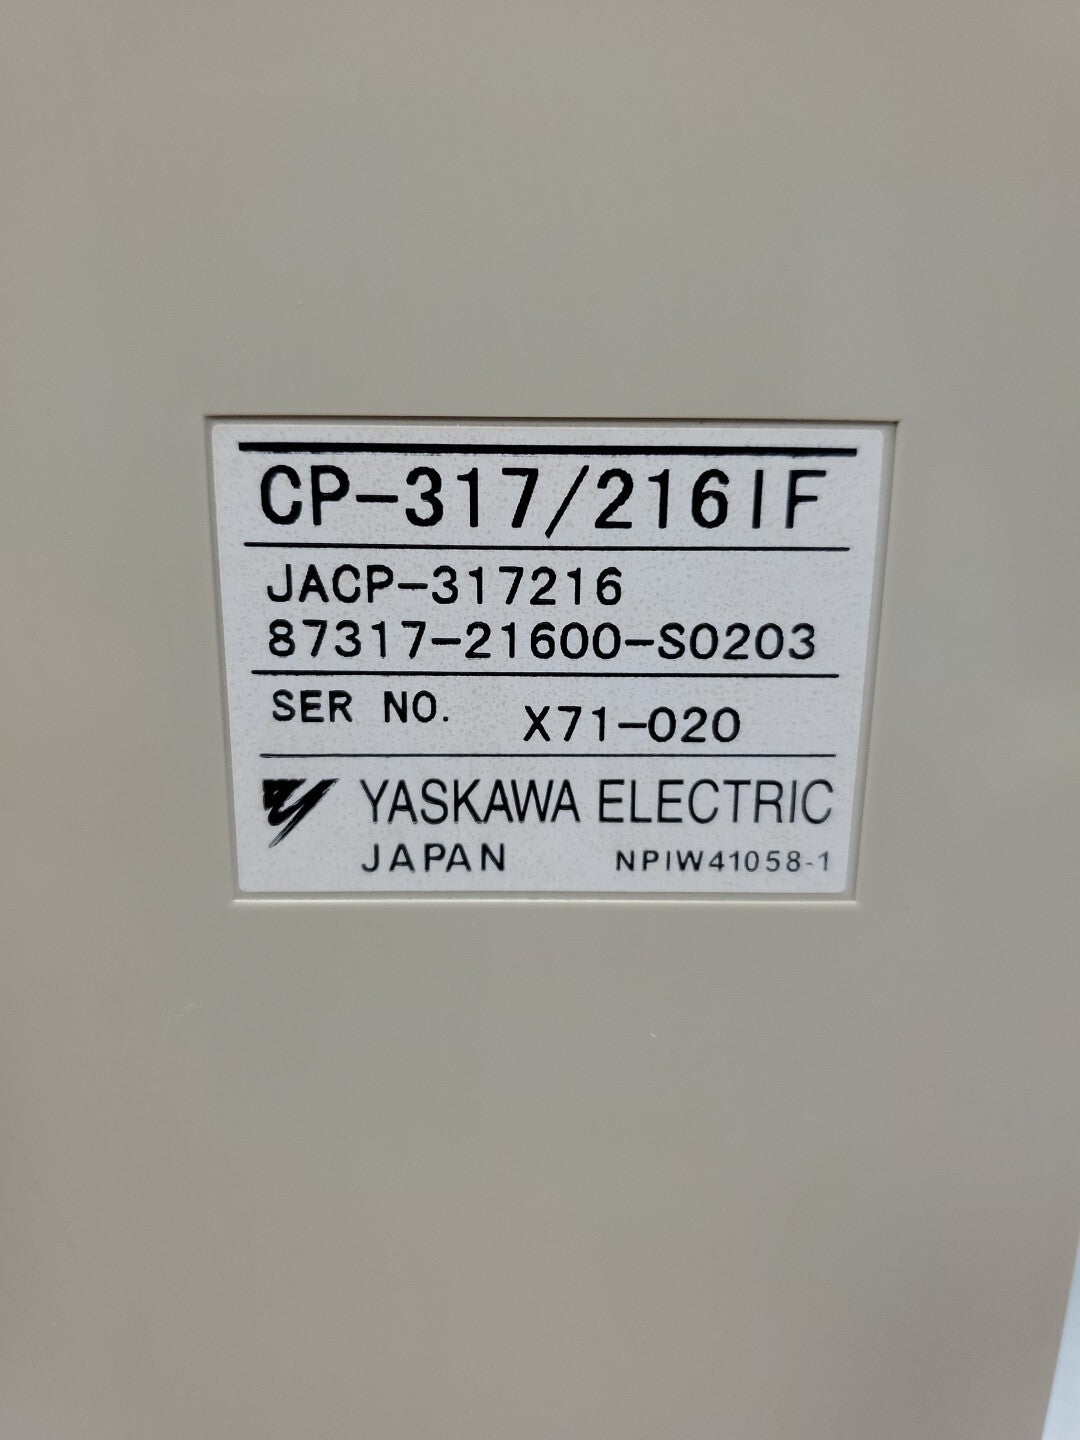 CP-317/216IF
JACP-317216
87317-21600-S0203
SER NO. X71-020
YASKAWA ELECTRIC
JAPAN NPIW41058-1